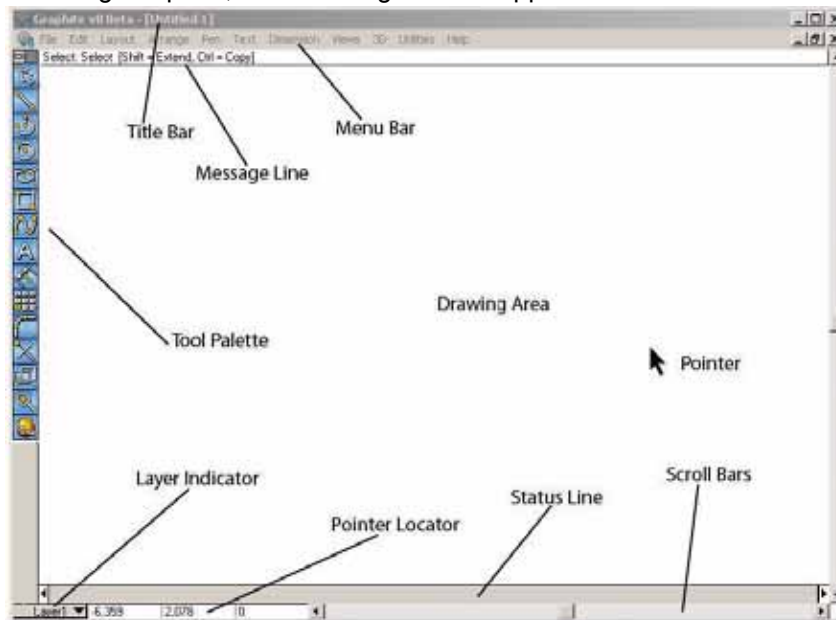 Graphite vII Beta - [Untitled:1]
File Edit Layout Arrange Pen Text Dimension Views 3D Utilities Help
Select: Select [Shift = Extend, Ctrl = Copy]
Title Bar
Menu Bar
Message Line
Drawing Area
Tool Palette
Pointer
Layer Indicator
Scroll Bars
Status Line
Pointer Locator
Layer1 -6.359 2.078 0